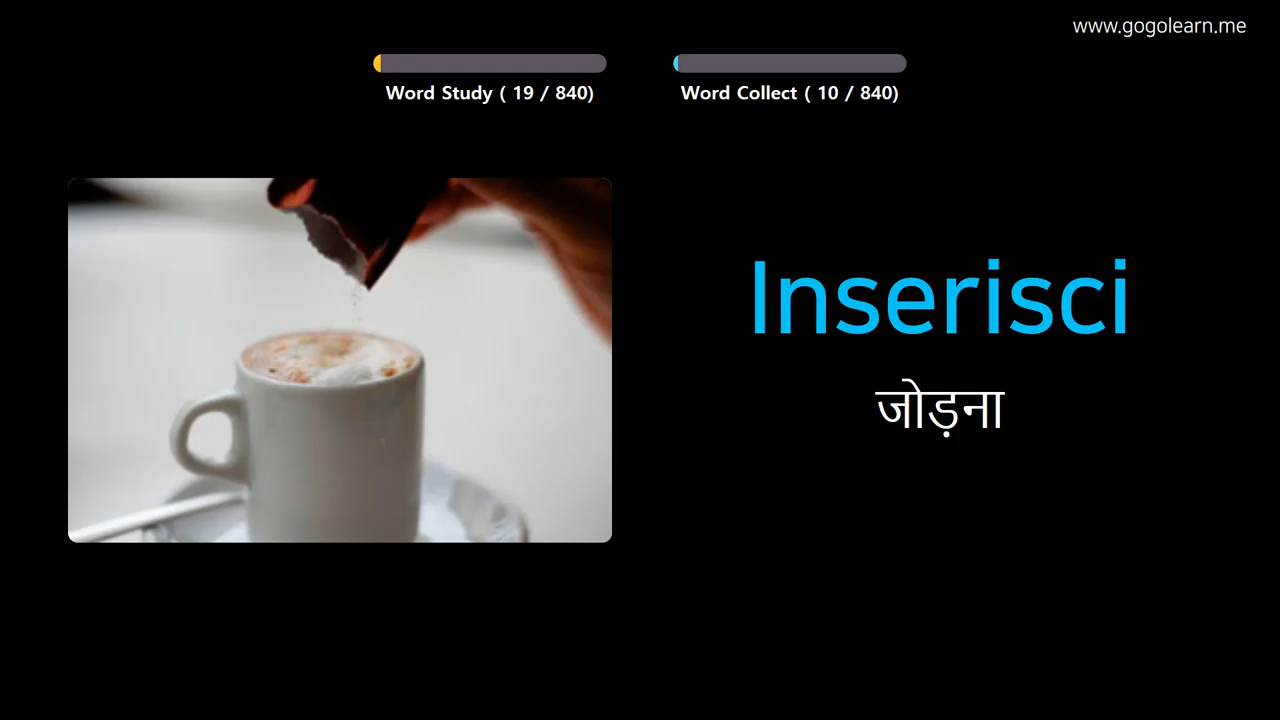 www.gogolearn.me
Word Study ( 19 / 840)
Word Collect ( 10 / 840)
Inserisci
जोड़ना